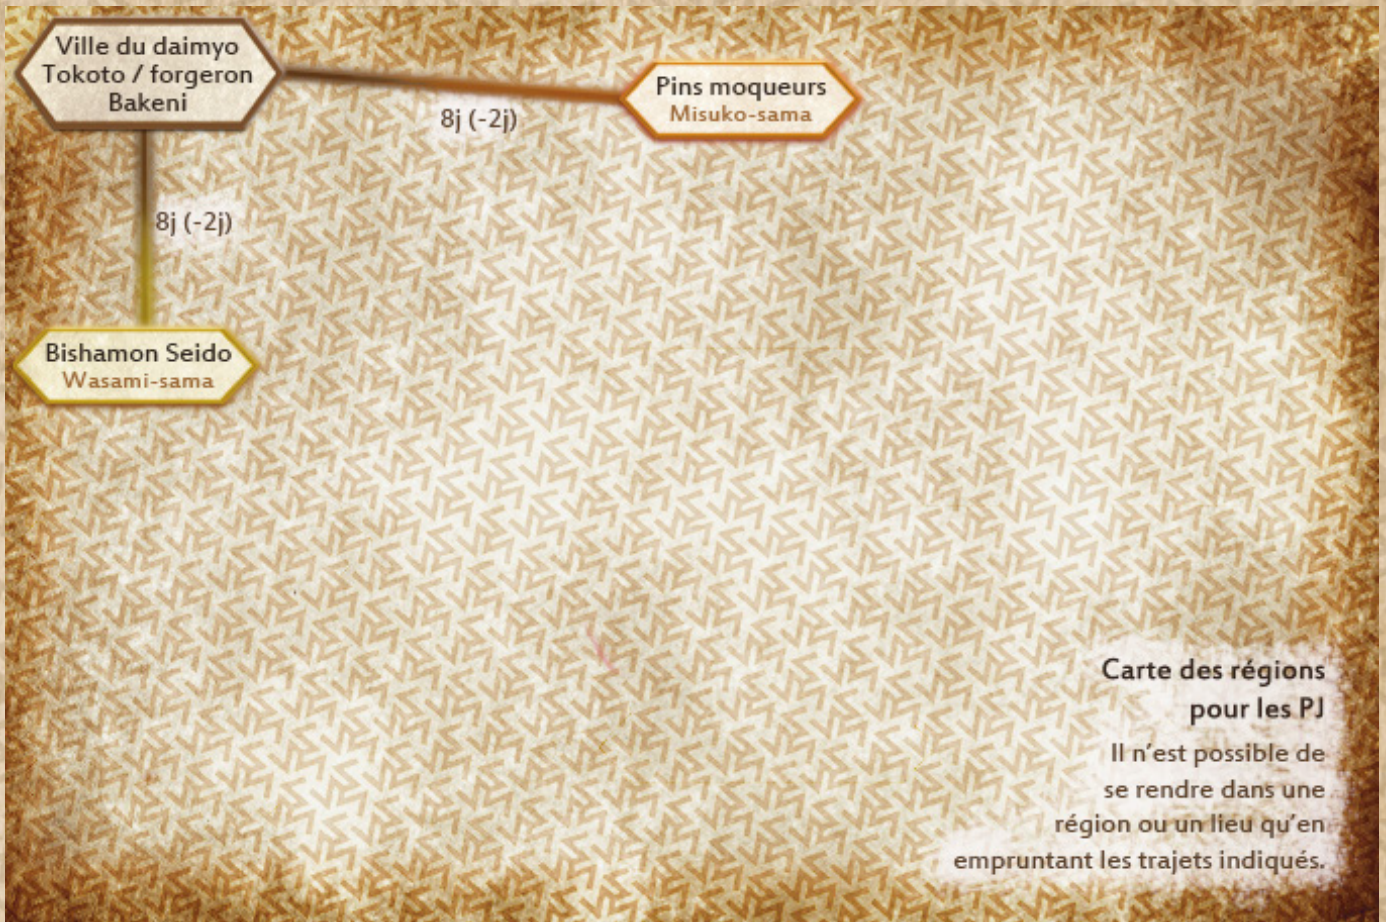 Ville du daimyo
Tokoto / forgeron
Bakeni
Pins moqueurs
Misuko-sama
8j (-2j)
8j (-2j)
Bishamon Seido
Wasami-sama
Carte des régions
pour les PJ
Il n’est possible de
se rendre dans une
région ou un lieu qu’en
empruntant les trajets indiqués.